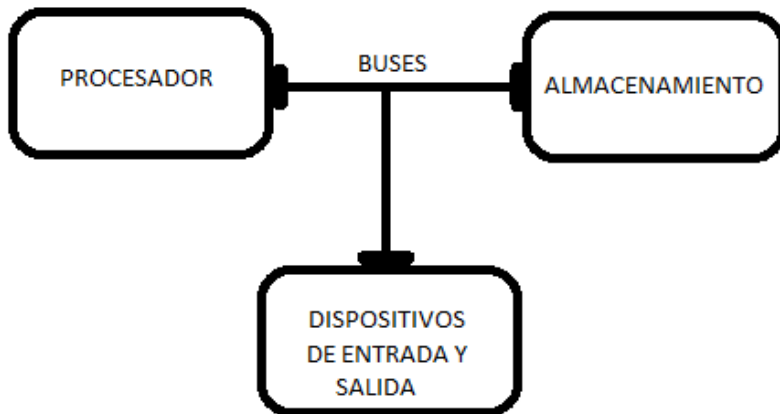 PROCESADOR
BUSES
ALMACENAMIENTO
DISPOSITIVOS
DE ENTRADA Y
SALIDA